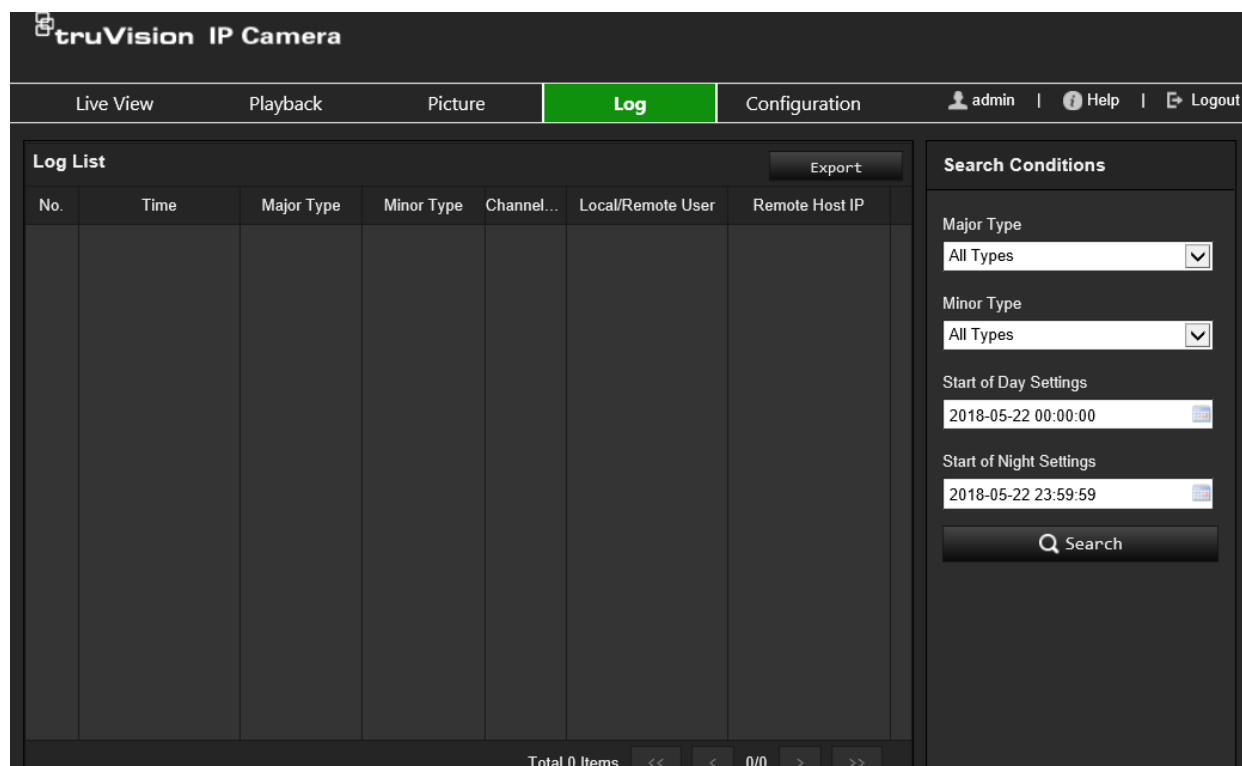 truVision IP Camera
Live View Playback Picture Log Configuration admin | Help | Logout
Log List Export
No. Time Major Type Minor Type Channel... Local/Remote User Remote Host IP
Total 0 Items << < 0/0 > >>
Search Conditions
Major Type
All Types
Minor Type
All Types
Start of Day Settings
2018-05-22 00:00:00
Start of Night Settings
2018-05-22 23:59:59
Search